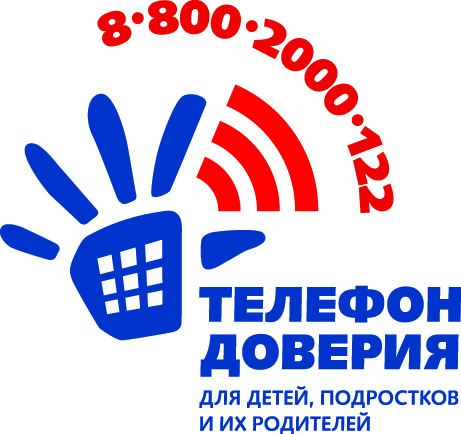 8·800·2000·122
ТЕЛЕФОН
ДОВЕРИЯ
ДЛЯ ДЕТЕЙ, ПОДРОСТКОВ
И ИХ РОДИТЕЛЕЙ